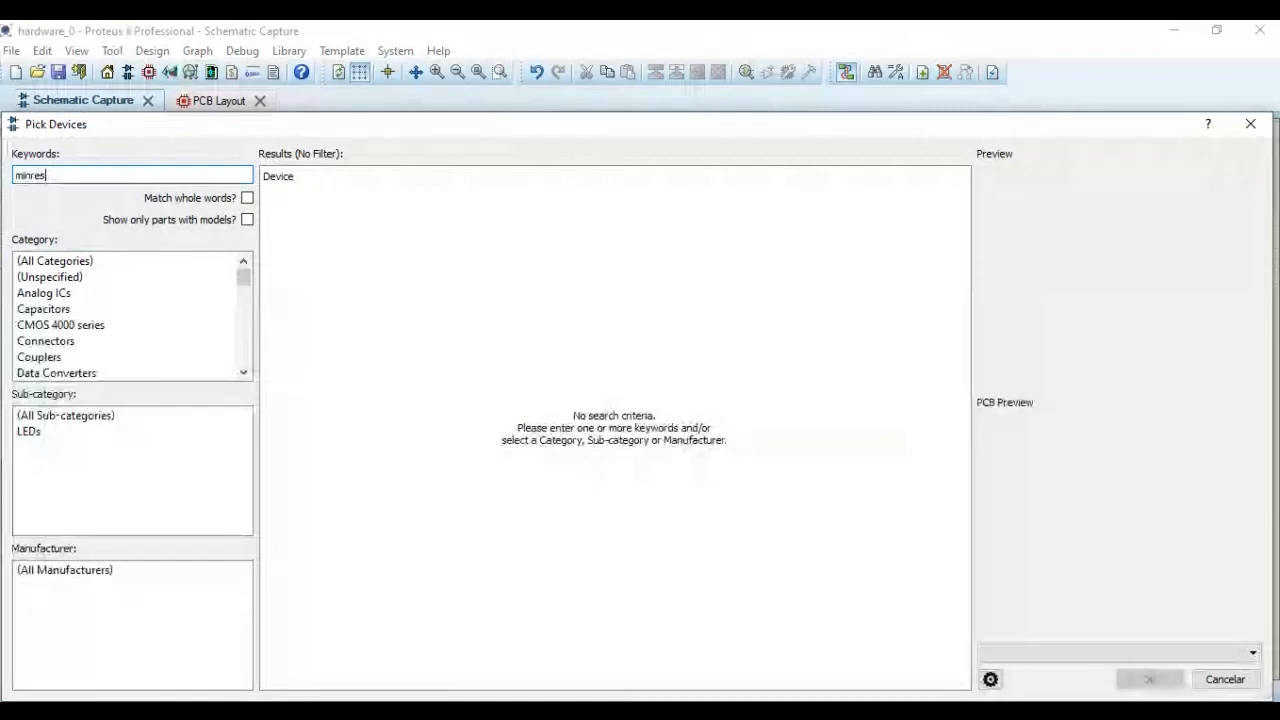 hardware_0 - Proteus 8 Professional - Schematic Capture
File Edit View Tool Design Graph Debug Library Template System Help
Schematic Capture PCB Layout
Pick Devices ?
Keywords: Results (No Filter): Preview
minres Device
Match whole words?
Show only parts with models?
Category:
(All Categories)
(Unspecified)
Analog ICs
Capacitors
CMOS 4000 series
Connectors
Couplers
Data Converters
Sub-category:
(All Sub-categories)
LEDs
No search criteria.
Please enter one or more keywords and/or
select a Category, Sub-category or Manufacturer.
PCB Preview
Manufacturer:
(All Manufacturers)
Cancelar